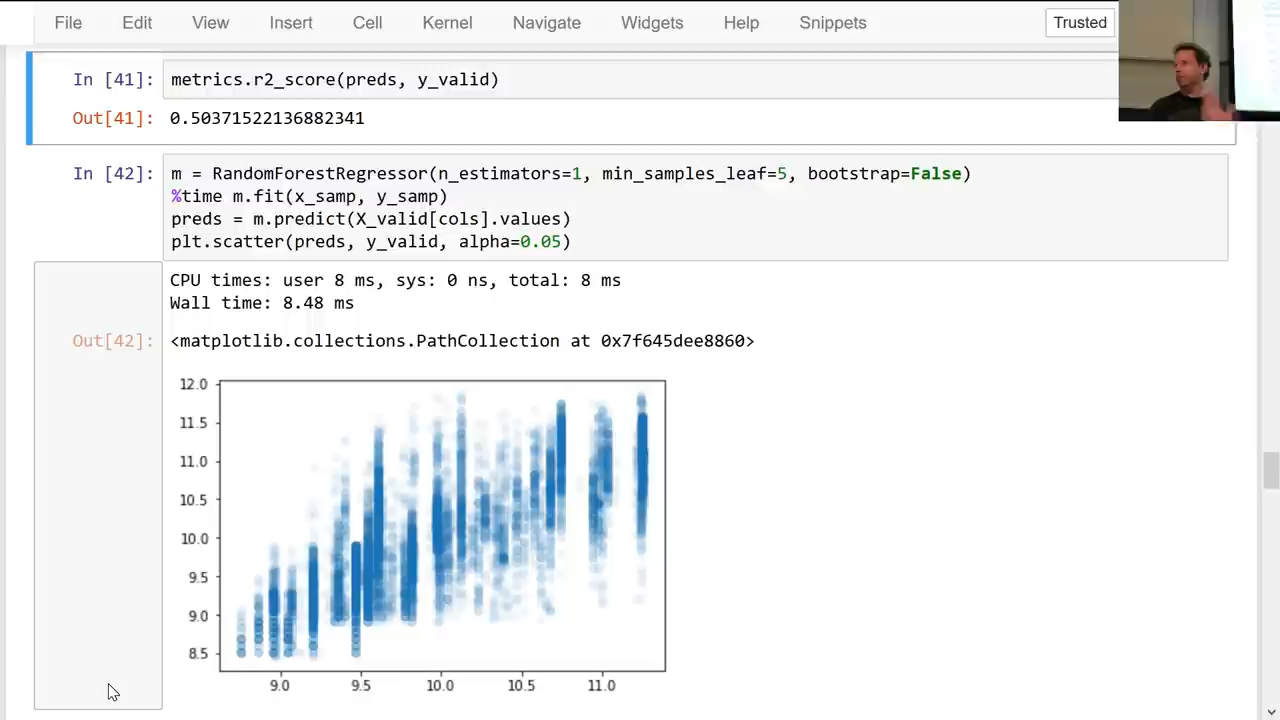 File Edit View Insert Cell Kernel Navigate Widgets Help Snippets Trusted
In [41]: metrics.r2_score(preds, y_valid)
Out[41]: 0.50371522136882341
In [42]: m = RandomForestRegressor(n_estimators=1, min_samples_leaf=5, bootstrap=False)
%time m.fit(x_samp, y_samp)
preds = m.predict(X_valid[cols].values)
plt.scatter(preds, y_valid, alpha=0.05)
CPU times: user 8 ms, sys: 0 ns, total: 8 ms
Wall time: 8.48 ms
Out[42]: <matplotlib.collections.PathCollection at 0x7f645dee8860>
12.0
11.5
11.0
10.5
10.0
9.5
9.0
8.5
9.0 9.5 10.0 10.5 11.0